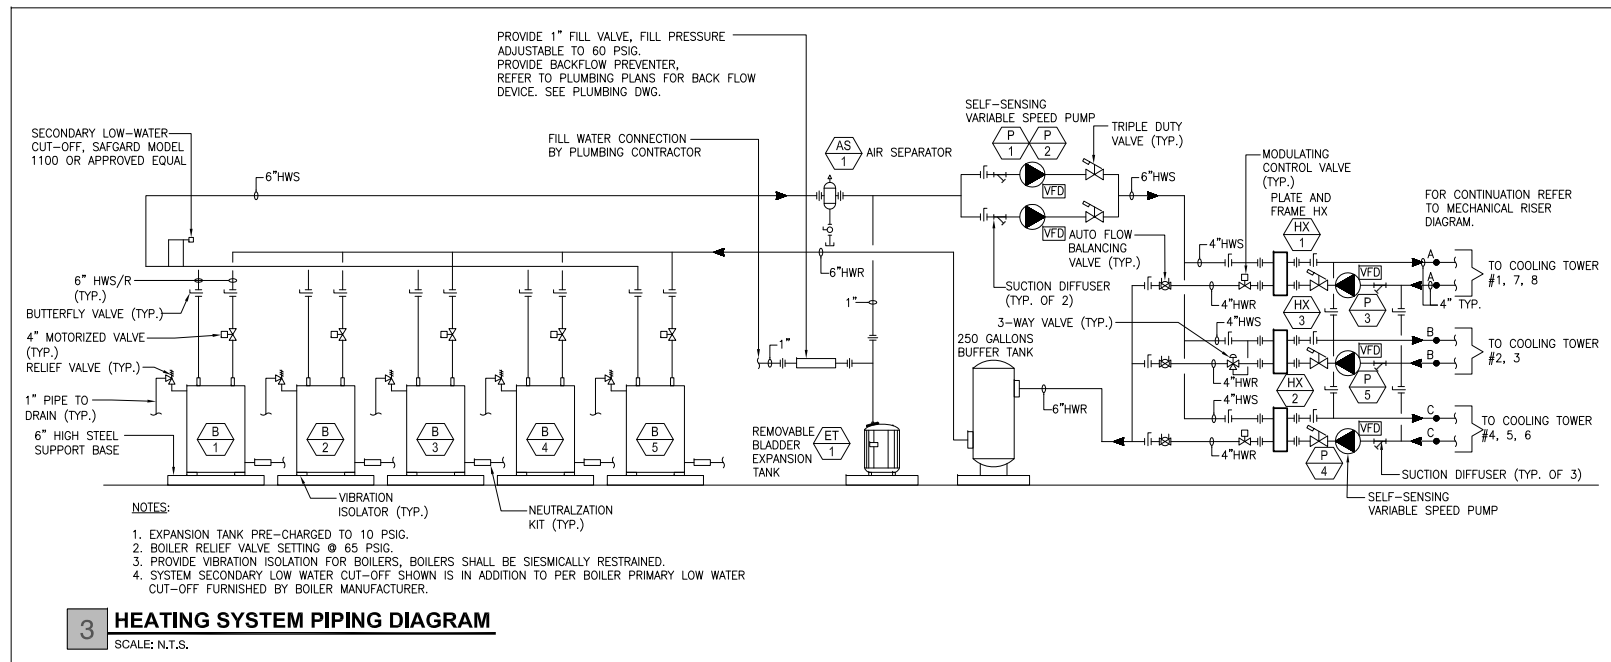 PROVIDE 1" FILL VALVE, FILL PRESSURE
ADJUSTABLE TO 60 PSIG.
PROVIDE BACKFLOW PREVENTER,
REFER TO PLUMBING PLANS FOR BACK FLOW
DEVICE. SEE PLUMBING DWG.
SECONDARY LOW-WATER
CUT-OFF, SAFGARD MODEL
1100 OR APPROVED EQUAL
FILL WATER CONNECTION
BY PLUMBING CONTRACTOR
AS
1
AIR SEPARATOR
SELF-SENSING
VARIABLE SPEED PUMP
P
1
P
2
TRIPLE DUTY
VALVE (TYP.)
MODULATING
CONTROL VALVE
(TYP.)
PLATE AND
FRAME HX
FOR CONTINUATION REFER
TO MECHANICAL RISER
DIAGRAM.
6"HWS
6"HWS
VFD
VFD
AUTO FLOW
BALANCING
VALVE (TYP.)
HX
1
4"HWS
VFD
A
A
TO COOLING TOWER
#1, 7, 8
6"HWR
6" HWS/R
(TYP.)
BUTTERFLY VALVE (TYP.)
4" MOTORIZED VALVE
(TYP.)
RELIEF VALVE (TYP.)
1" PIPE TO
DRAIN (TYP.)
6" HIGH STEEL
SUPPORT BASE
SUCTION DIFFUSER
(TYP. OF 2)
3-WAY VALVE (TYP.)
1"
1"
4"HWR
HX
3
P
3
4" TYP.
4"HWS
B
VFD
B
TO COOLING TOWER
#2, 3
250 GALLONS
BUFFER TANK
4"HWR
HX
2
P
5
6"HWR
4"HWS
C
VFD
C
TO COOLING TOWER
#4, 5, 6
B
1
B
2
B
3
B
4
B
5
REMOVABLE
BLADDER
EXPANSION
TANK
ET
1
4"HWR
P
4
SUCTION DIFFUSER (TYP. OF 3)
SELF-SENSING
VARIABLE SPEED PUMP
VIBRATION
ISOLATOR (TYP.)
NEUTRALZATION
KIT (TYP.)
NOTES:
1. EXPANSION TANK PRE-CHARGED TO 10 PSIG.
2. BOILER RELIEF VALVE SETTING @ 65 PSIG.
3. PROVIDE VIBRATION ISOLATION FOR BOILERS, BOILERS SHALL BE SIESMICALLY RESTRAINED.
4. SYSTEM SECONDARY LOW WATER CUT-OFF SHOWN IS IN ADDITION TO PER BOILER PRIMARY LOW WATER
CUT-OFF FURNISHED BY BOILER MANUFACTURER.
3
HEATING SYSTEM PIPING DIAGRAM
SCALE: N.T.S.